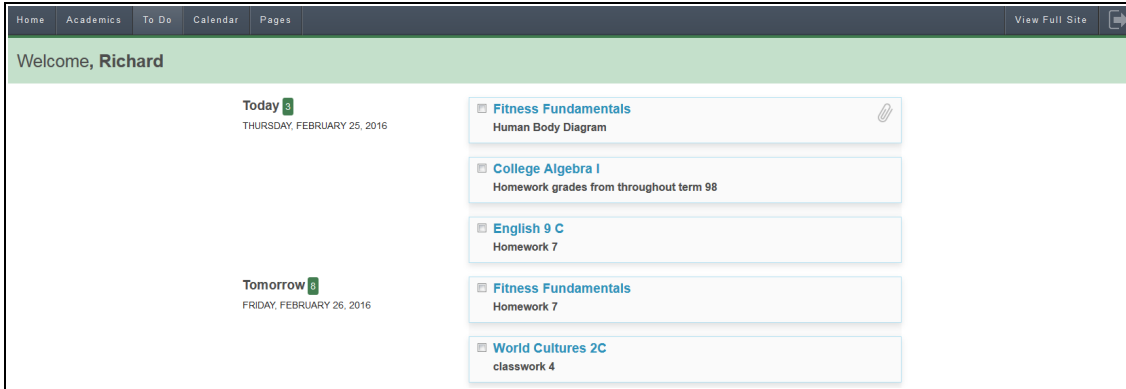 Home Academics To Do Calendar Pages View Full Site
Welcome, Richard
Today 3
THURSDAY, FEBRUARY 25, 2016
Fitness Fundamentals
Human Body Diagram
College Algebra I
Homework grades from throughout term 98
English 9 C
Homework 7
Tomorrow 8
FRIDAY, FEBRUARY 26, 2016
Fitness Fundamentals
Homework 7
World Cultures 2C
classwork 4